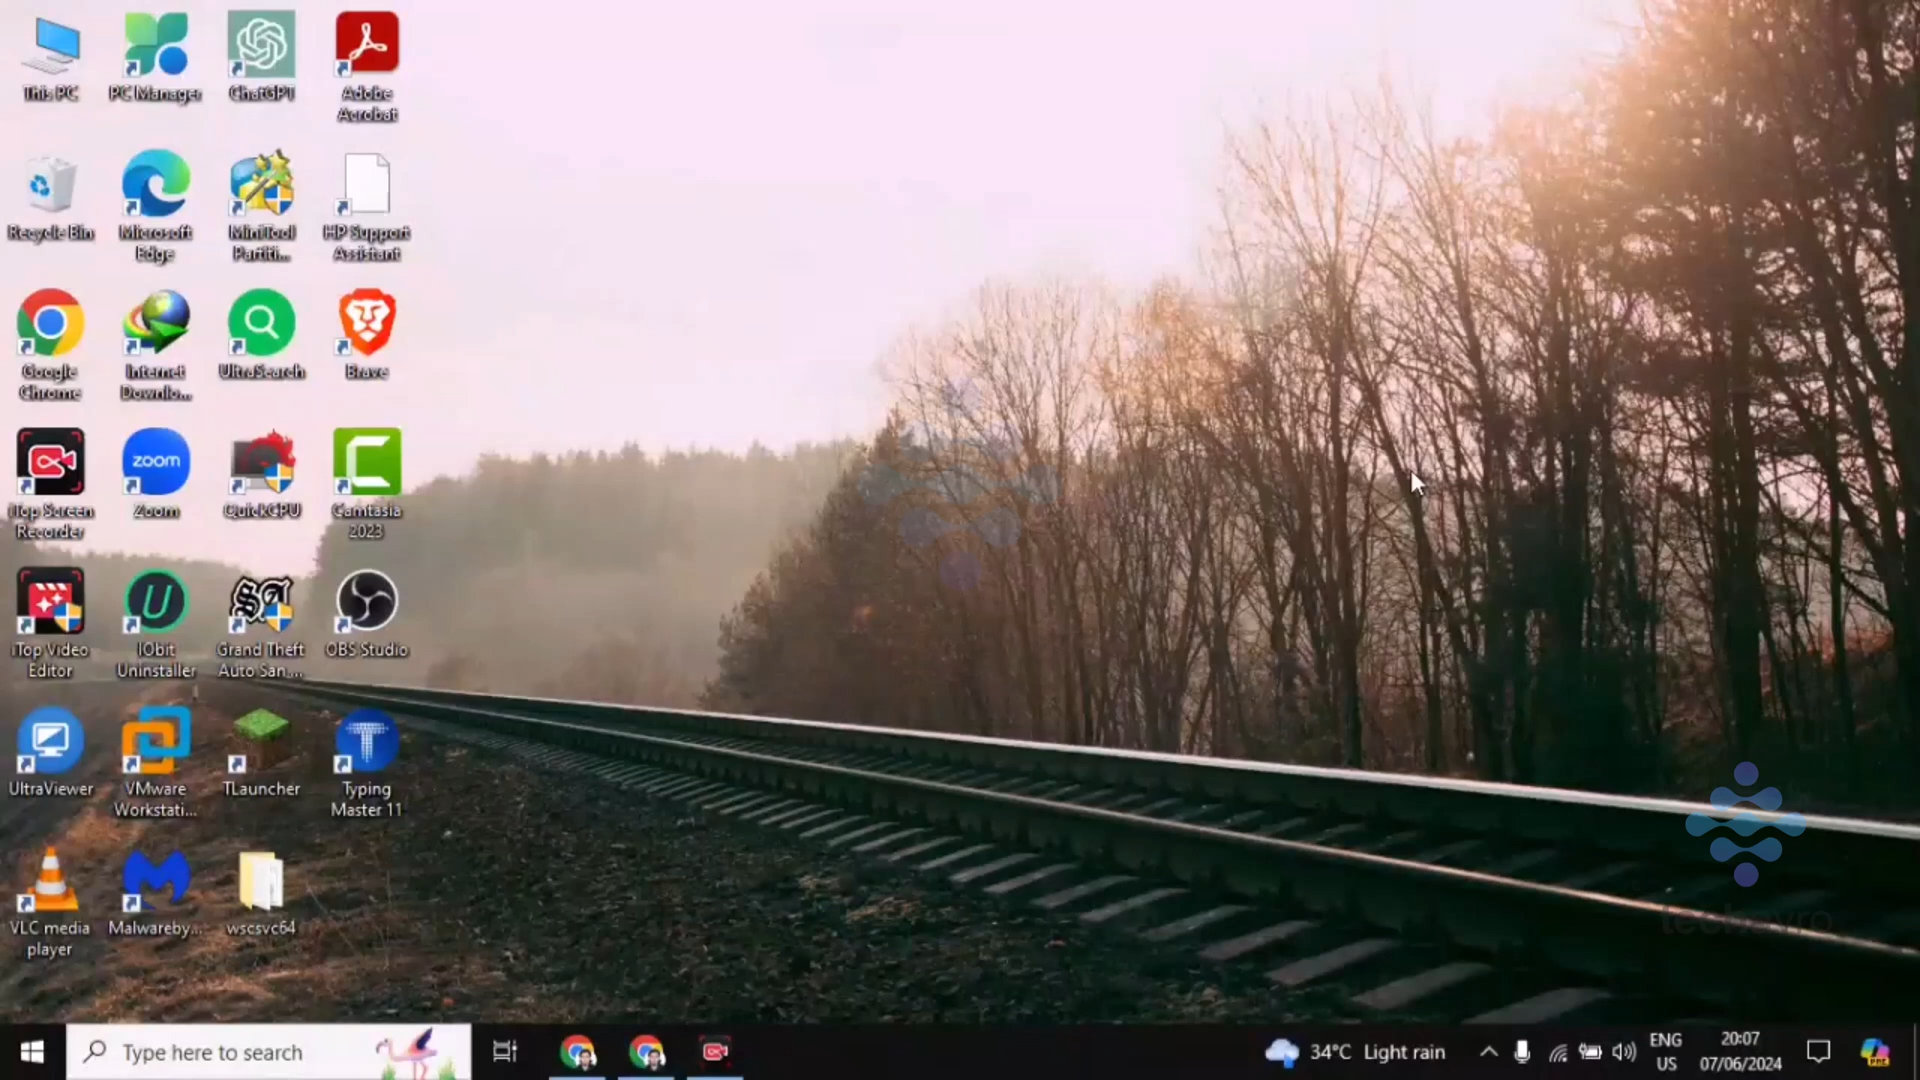 This PC
PC Manager
ChatGPT
Adobe
Acrobat
Recycle Bin
Microsoft
Edge
MiniTool
Partiti...
HP Support
Assistant
Google
Chrome
Internet
Downlo...
UltraSearch
Brave
iTop Screen
Recorder
zoom
Zoom
QuickCPU
Camtasia
2023
iTop Video
Editor
IObit
Uninstaller
Grand Theft
Auto San....
OBS Studio
UltraViewer
VMware
Workstati...
TLauncher
Typing
Master 11
VLC media
player
Malwareby...
wscsvc64
Type here to search
34°C Light rain
ENG
US
20:07
07/06/2024
PRE